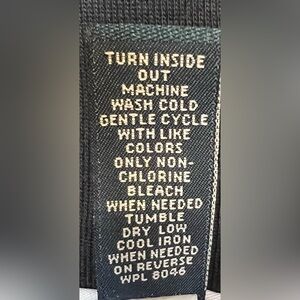 TURN INSIDE
OUT
MACHINE
WASH COLD
GENTLE CYCLE
WITH LIKE
COLORS
ONLY NON-
CHLORINE
BLEACH
WHEN NEEDED
TUMBLE
DRY LOW
COOL IRON
WHEN NEEDED
ON REVERSE
WPL 8046